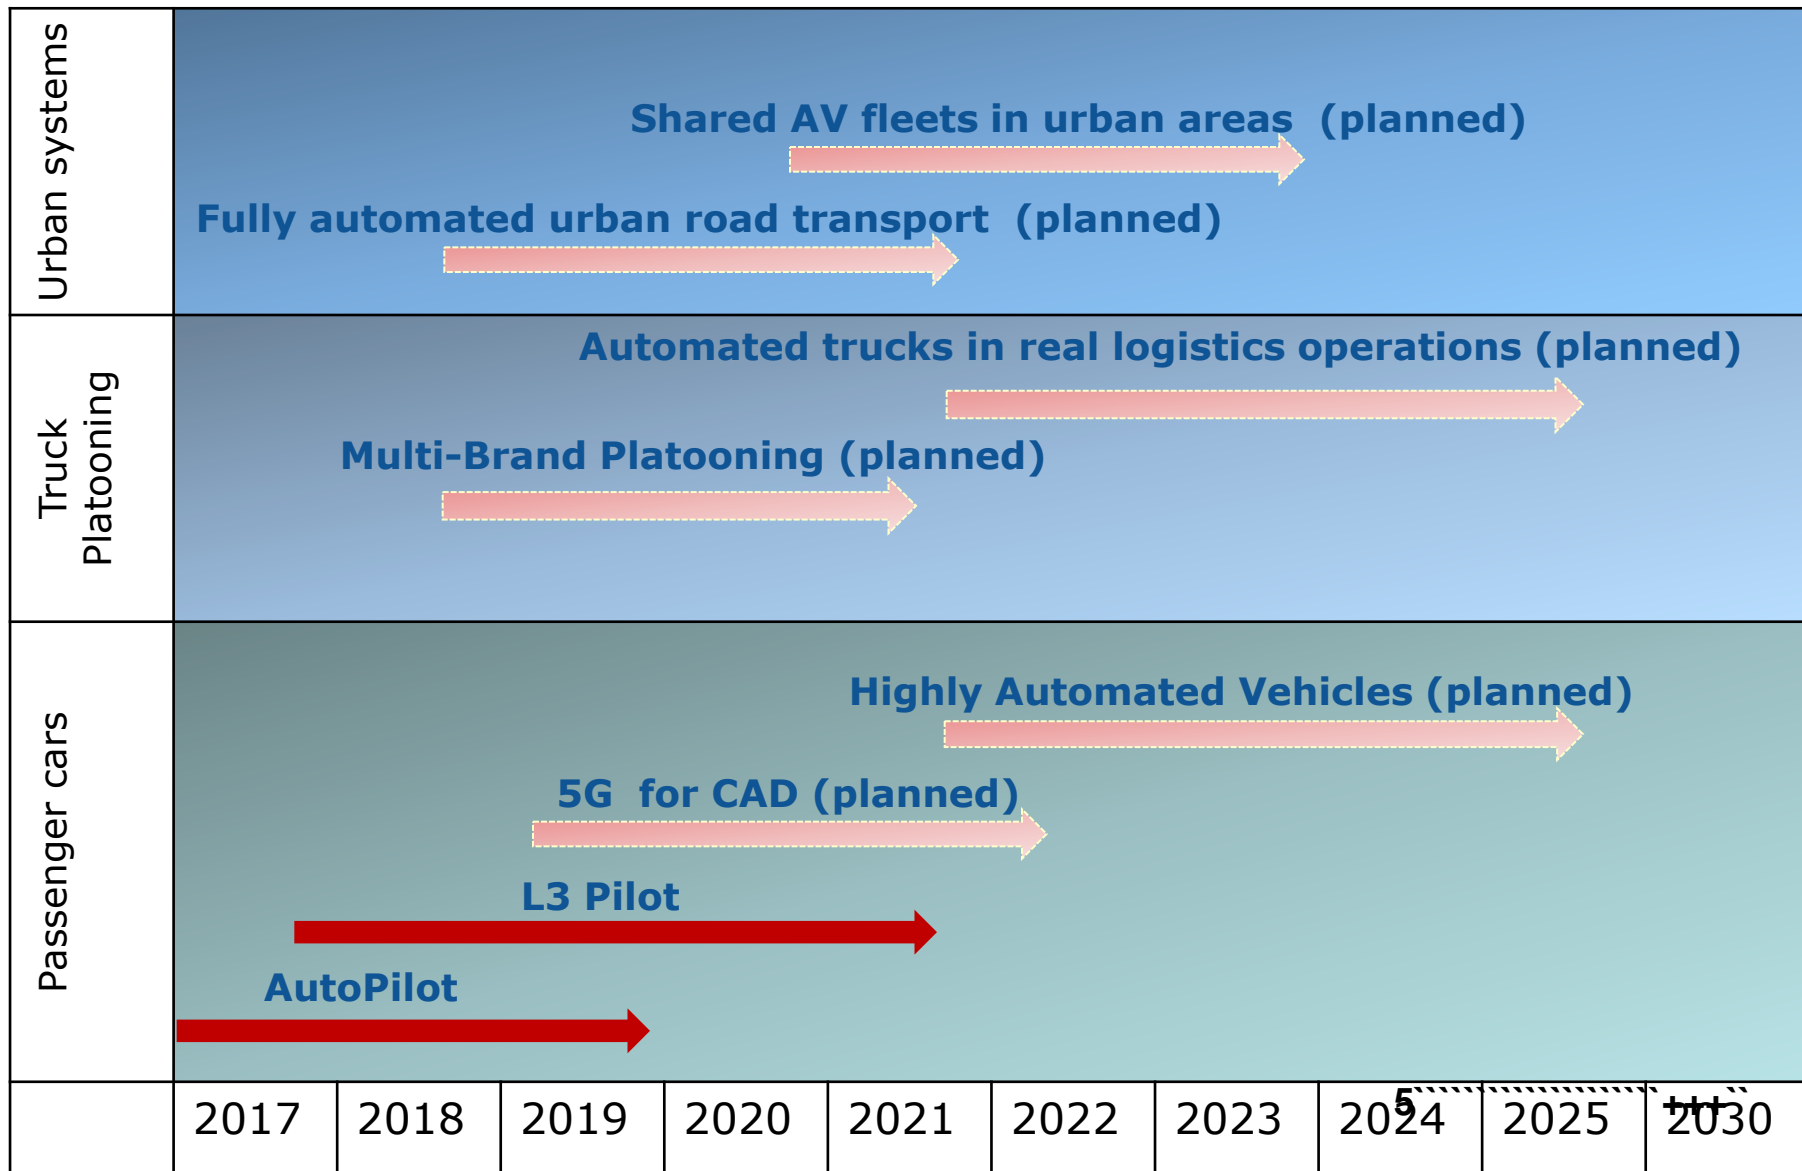 Urban systems
Shared AV fleets in urban areas (planned)
Fully automated urban road transport (planned)
Truck
Platooning
Automated trucks in real logistics operations (planned)
Multi-Brand Platooning (planned)
Passenger cars
Highly Automated Vehicles (planned)
5G for CAD (planned)
L3 Pilot
AutoPilot
2017 2018 2019 2020 2021 2022 2023 2024 2025 2030
5